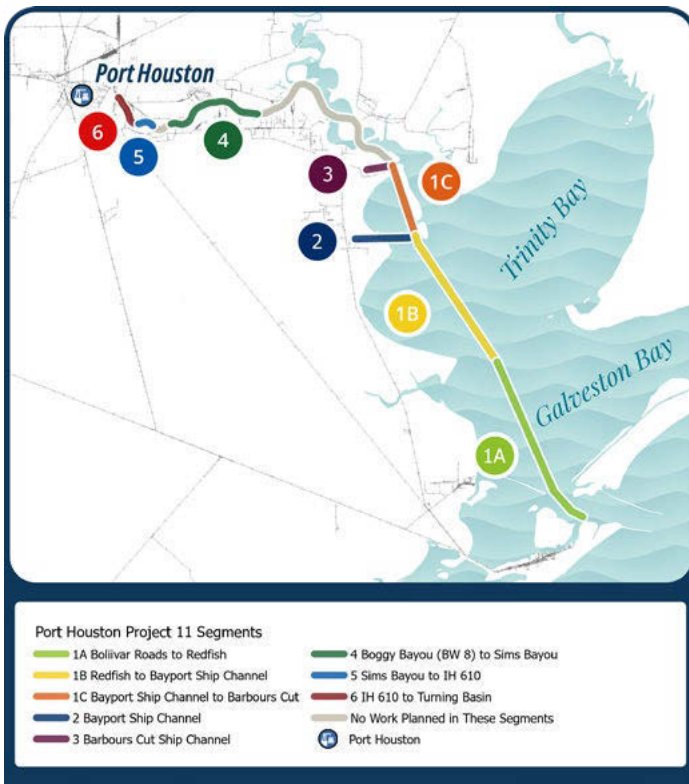 Port Houston
6
5
4
3
1C
2
Trinity Bay
1B
Galveston Bay
1A
Port Houston Project 11 Segments
1A Boliivar Roads to Redfish
1B Redfish to Bayport Ship Channel
1C Bayport Ship Channel to Barbours Cut
2 Bayport Ship Channel
3 Barbours Cut Ship Channel
4 Boggy Bayou (BW 8) to Sims Bayou
5 Sims Bayou to IH 610
6 IH 610 to Turning Basin
No Work Planned in These Segments
Port Houston